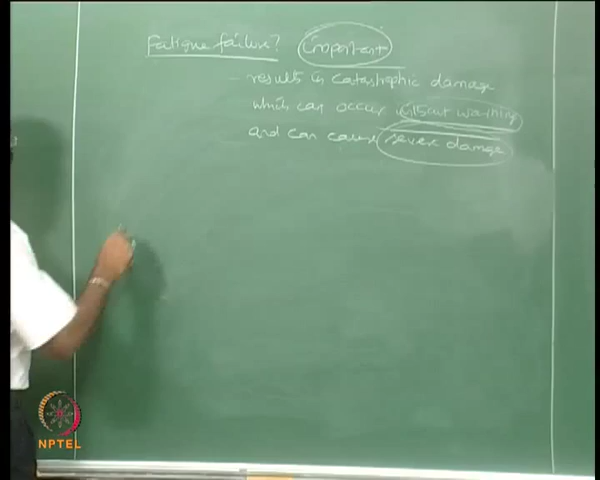 Fatigue failure? important
- results in catastrophic damage
which can occur without warning
and can cause severe damage
NPTEL